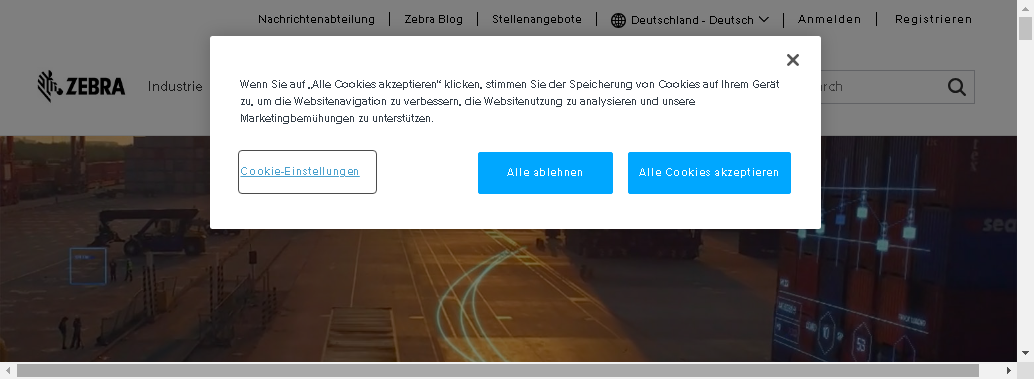 Nachrichtenabteilung Zebra Blog Stellenangebote Deutschland - Deutsch Anmelden Registrieren
ZEBRA Industrie
Wenn Sie auf „Alle Cookies akzeptieren“ klicken, stimmen Sie der Speicherung von Cookies auf Ihrem Gerät
zu, um die Websitenavigation zu verbessern, die Websitenutzung zu analysieren und unsere
Marketingbemühungen zu unterstützen.
Cookie-Einstellungen Alle ablehnen Alle Cookies akzeptieren
10
53